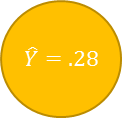 Ŷ = .28